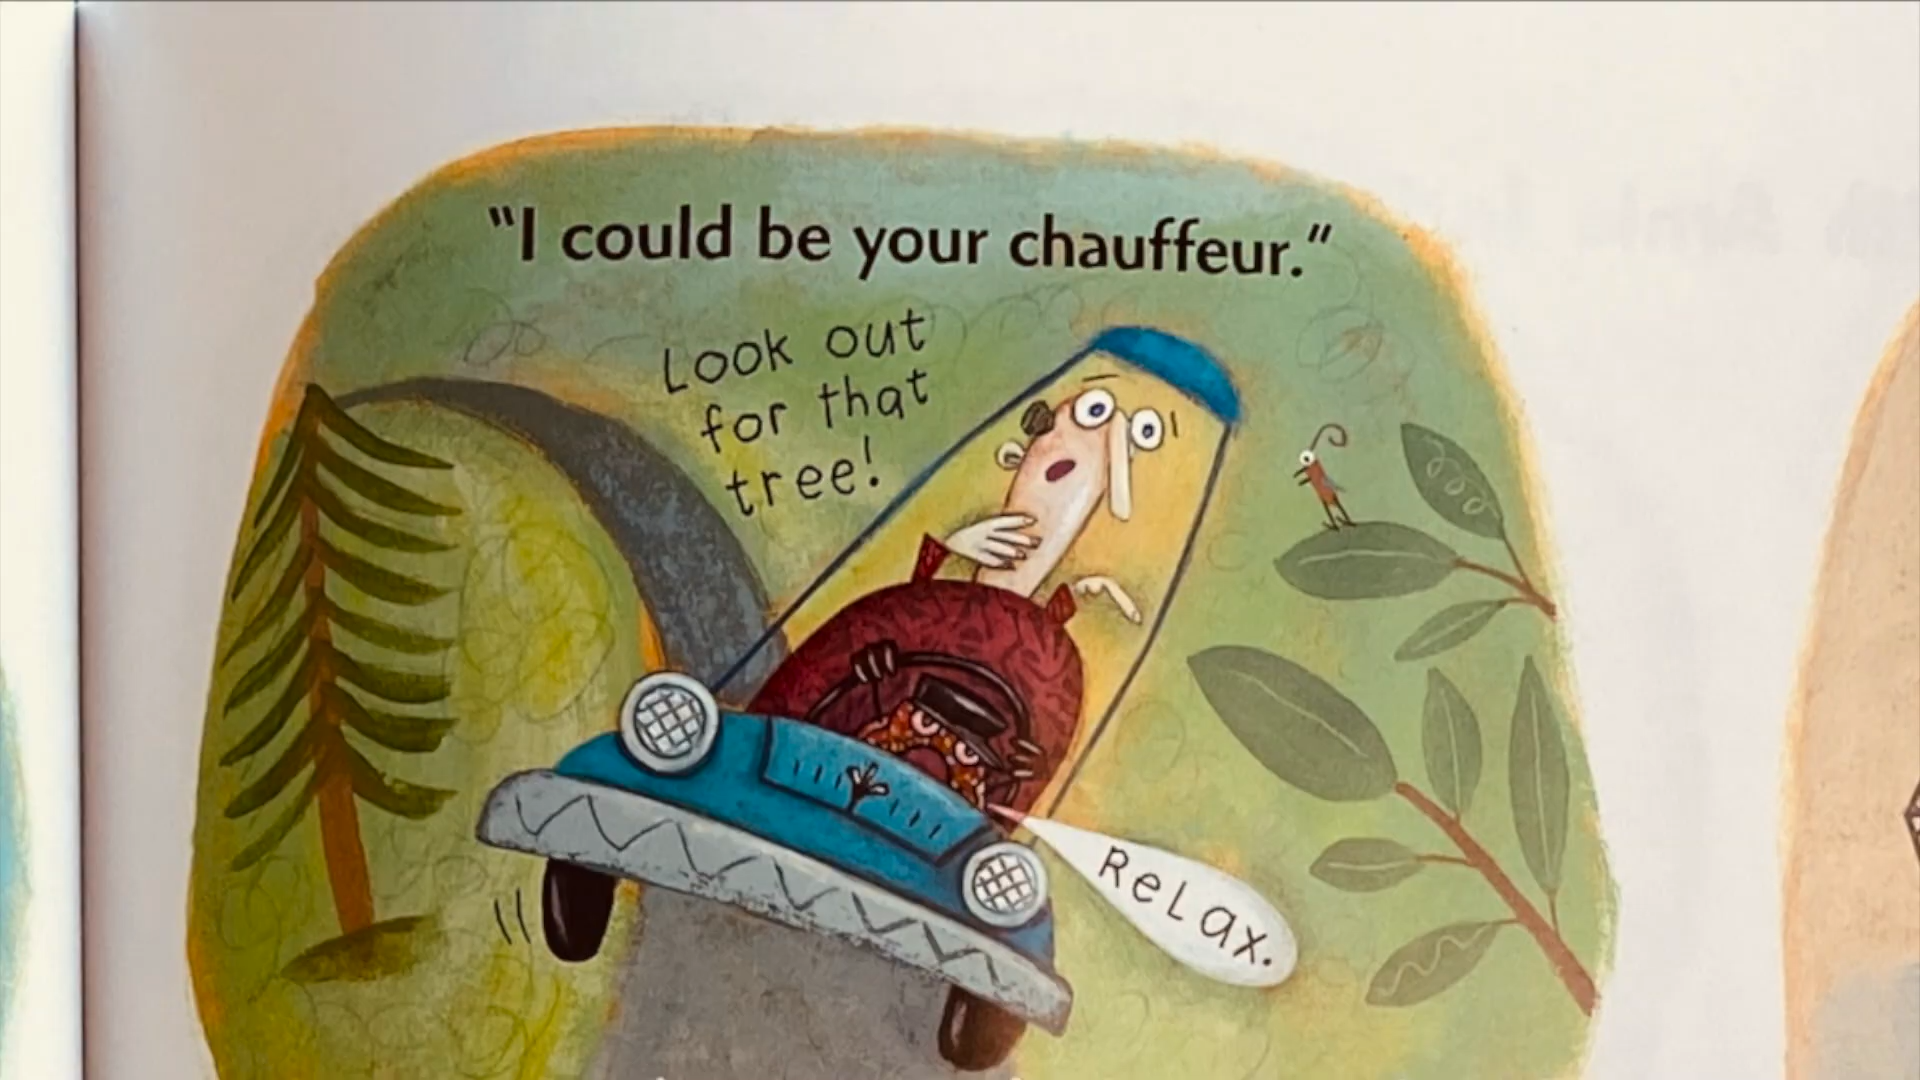 "I could be your chauffeur."
Look out
for that
tree!
ReLax.